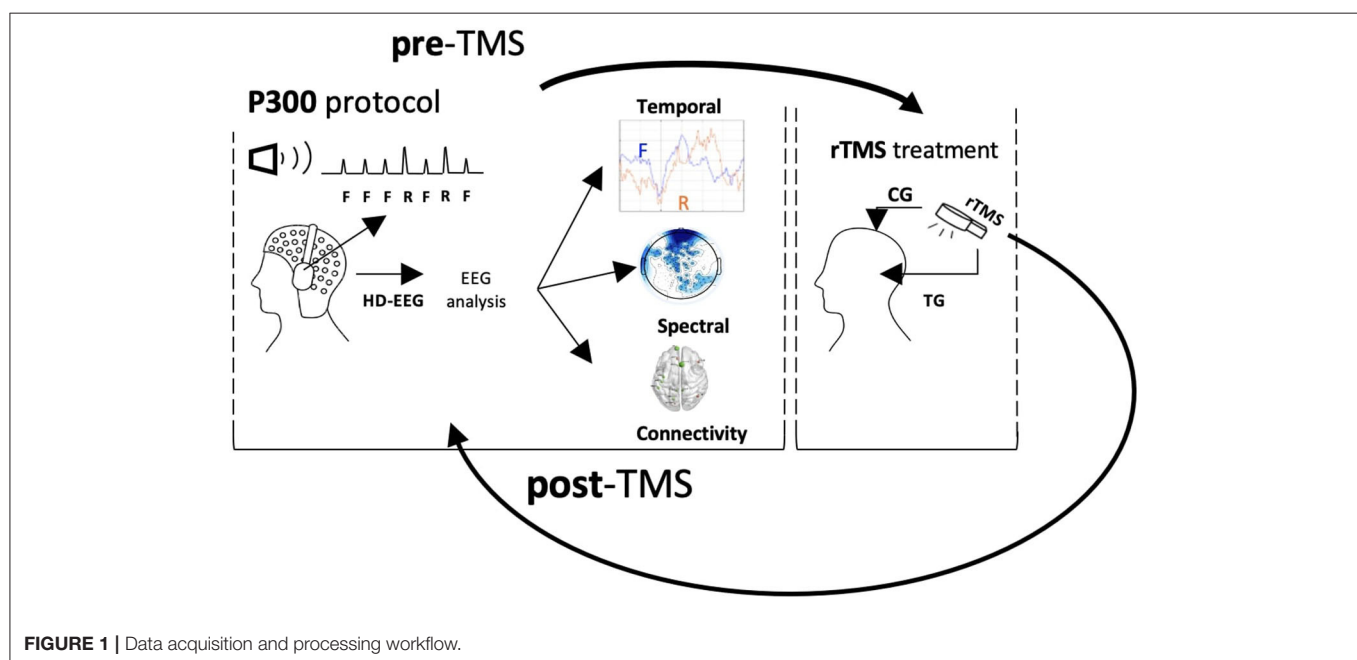 pre-TMS
P300 protocol
F F F R F R F
HD-EEG
EEG
analysis
Temporal
F
R
Spectral
Connectivity
rTMS treatment
CG
rTMS
TG
post-TMS
FIGURE 1 | Data acquisition and processing workflow.